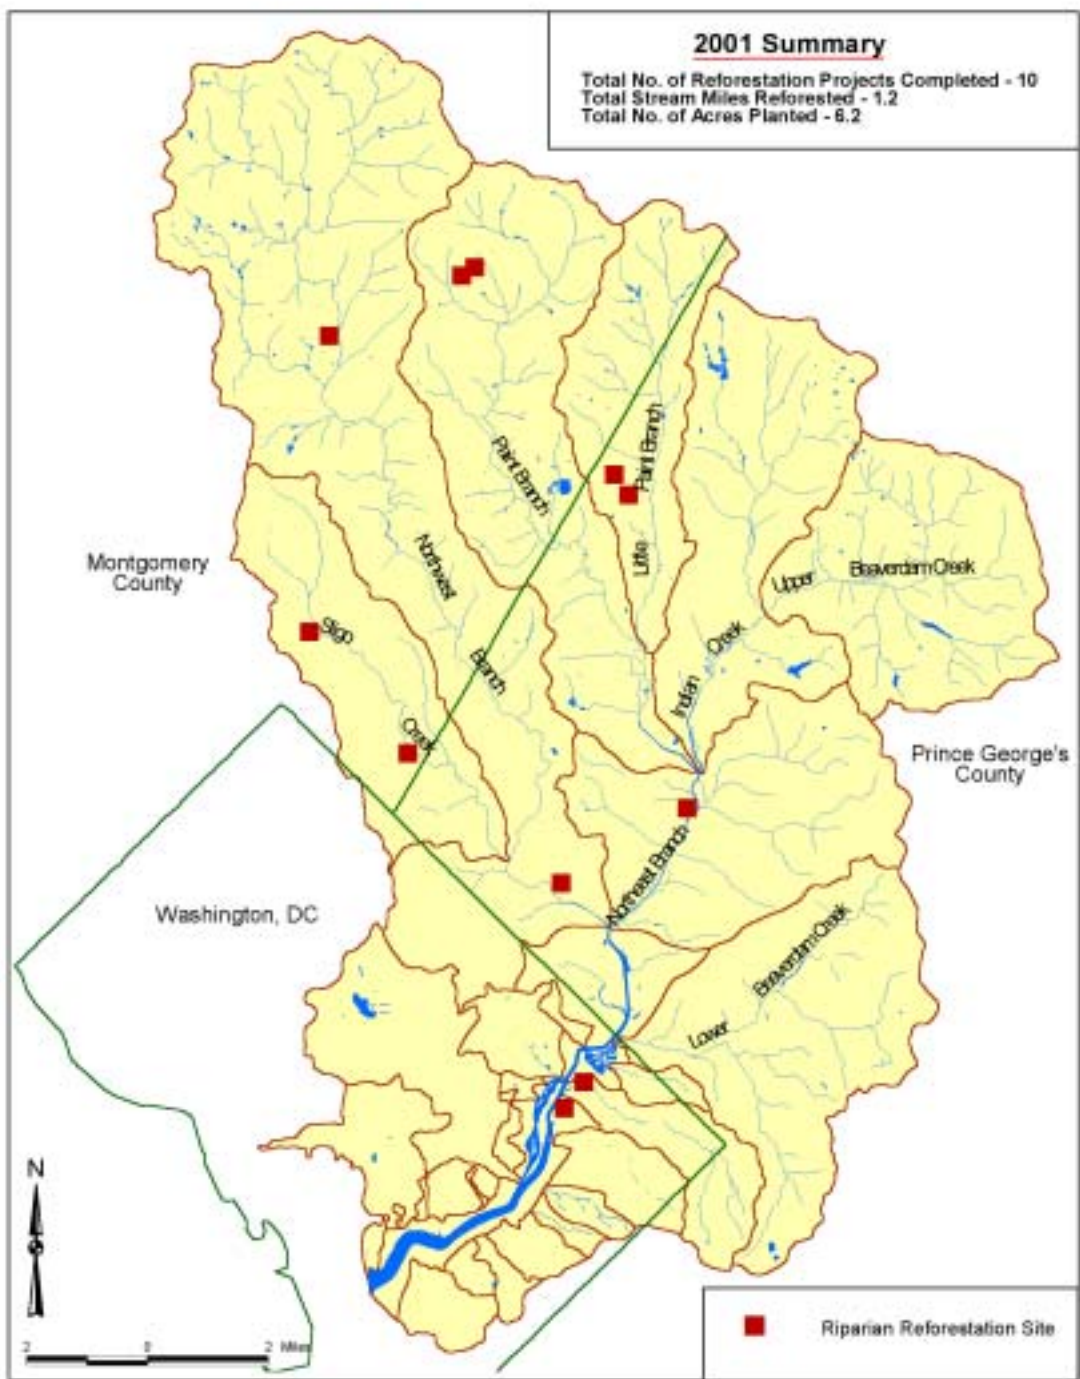 2001 Summary
Total No. of Reforestation Projects Completed - 10
Total Stream Miles Reforested - 1.2
Total No. of Acres Planted - 6.2
Paint Branch
Paint Branch
Little
Northwest
Branch
Montgomery
County
Upper
Beaverdam Creek
Sligo
Creek
Indian
Creek
Prince George's
County
Northeast Branch
Washington, DC
Beaverdam Creek
Lower
N
2 0 2 Miles
Riparian Reforestation Site